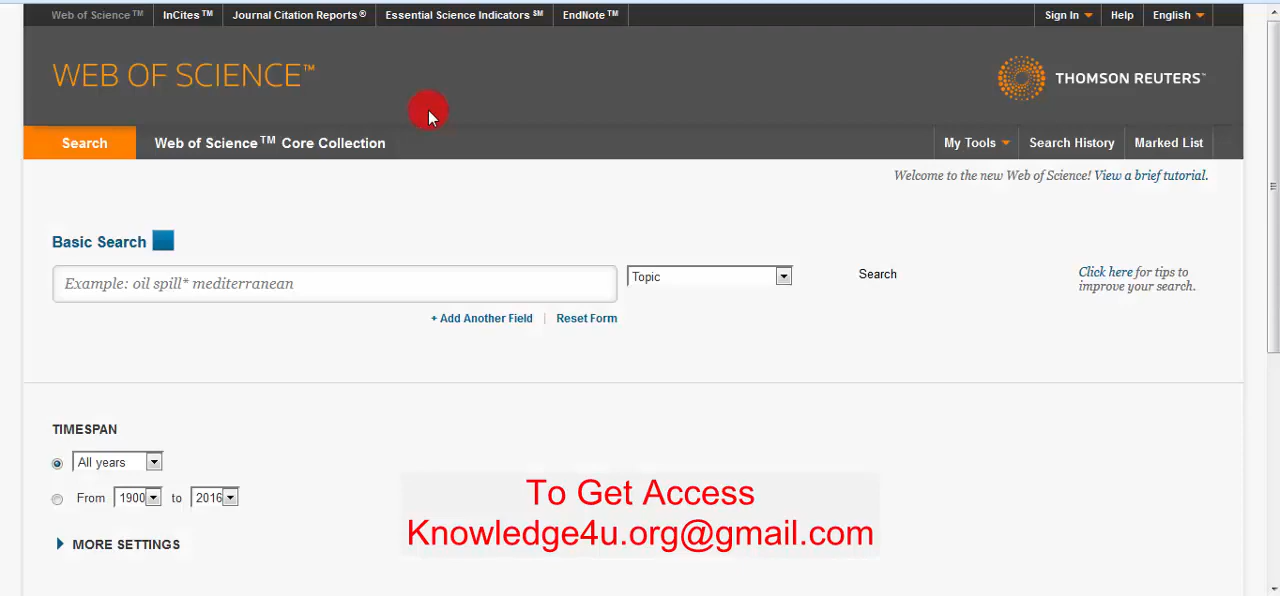 Web of Science™ InCites™ Journal Citation Reports® Essential Science Indicators℠ EndNote™ Sign In Help English
WEB OF SCIENCE™
THOMSON REUTERS™
Search Web of Science™ Core Collection My Tools Search History Marked List
Welcome to the new Web of Science! View a brief tutorial.
Basic Search
Example: oil spill* mediterranean Topic Search Click here for tips to
improve your search.
+ Add Another Field | Reset Form
TIMESPAN
All years
From 1900 to 2016
MORE SETTINGS
To Get Access
Knowledge4u.org@gmail.com